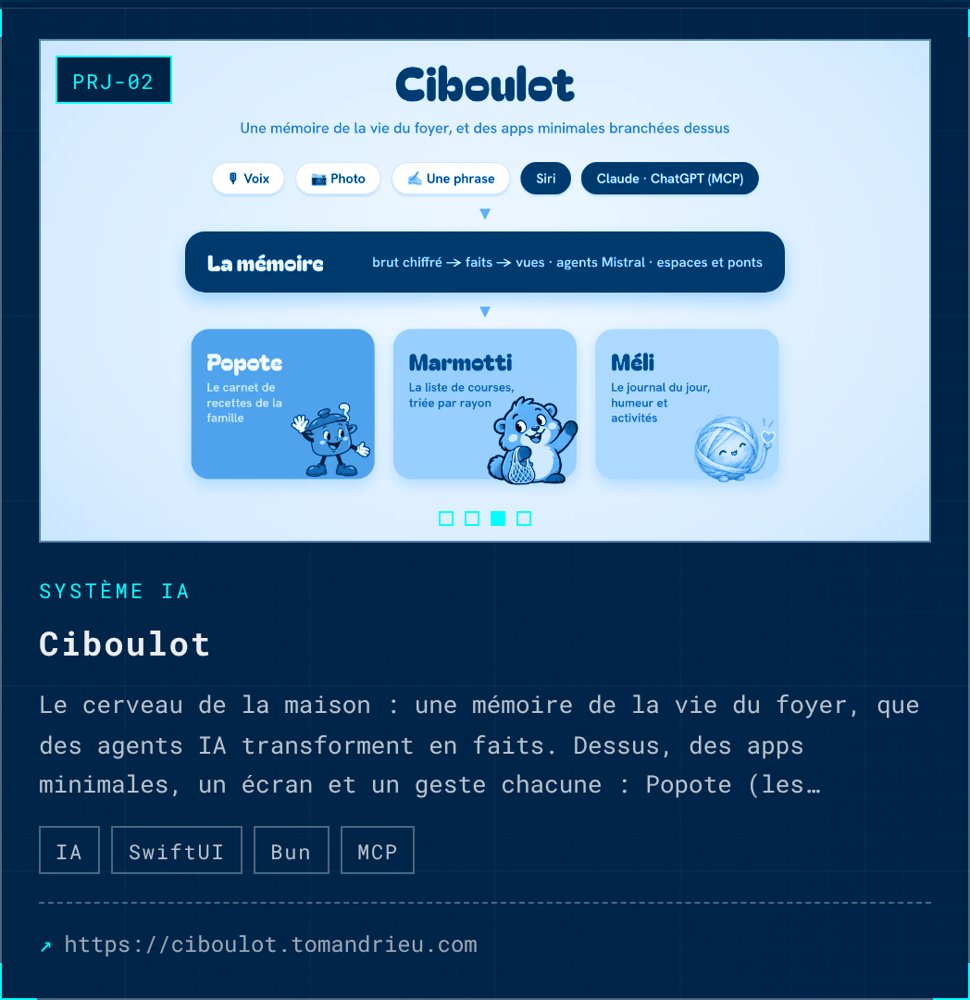 PRJ-02
Ciboulot
Une mémoire de la vie du foyer, et des apps minimales branchées dessus
Voix
Photo
Une phrase
Siri
Claude · ChatGPT (MCP)
La mémoire
brut chiffré → faits → vues · agents Mistral · espaces et ponts
Popote
Le carnet de
recettes de la
famille
?
Marmotti
La liste de courses,
triée par rayon
Méli
Le journal du jour,
humeur et
activités
SYSTÈME IA
Ciboulot
Le cerveau de la maison : une mémoire de la vie du foyer, que
des agents IA transforment en faits. Dessus, des apps
minimales, un écran et un geste chacune : Popote (les…
IA
SwiftUI
Bun
MCP
↗ https://ciboulot.tomandrieu.com